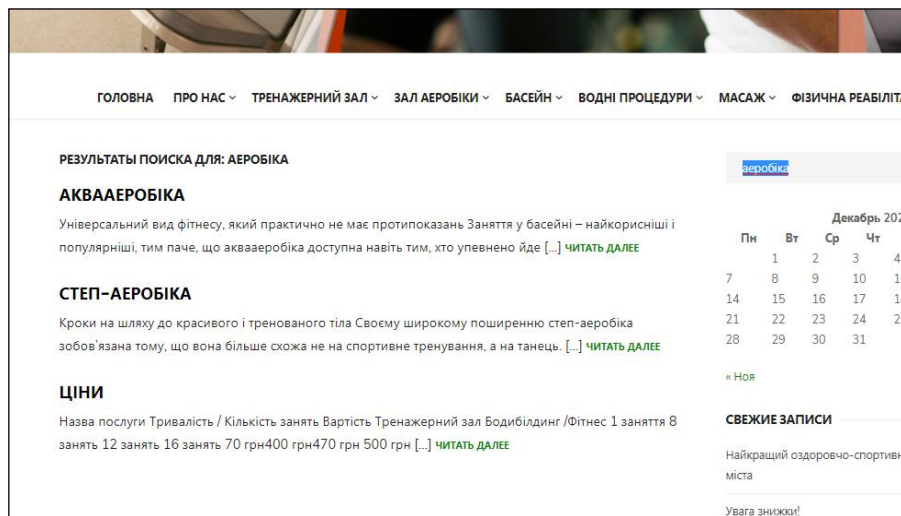 ГОЛОВНА ПРО НАС ТРЕНАЖЕРНИЙ ЗАЛ ЗАЛ АЕРОБІКИ БАСЕЙН ВОДНІ ПРОЦЕДУРИ МАСАЖ ФІЗИЧНА
РЕЗУЛЬТАТЫ ПОИСКА ДЛЯ: АЕРОБІКА
АКВААЕРОБІКА
Універсальний вид фітнесу, який практично не має протипоказань Заняття у басейні – найкорисніші і
популярніші, тим паче, що аквааеробіка доступна навіть тим, хто упевнено йде [...] ЧИТАТЬ ДАЛЕЕ
СТЕП-АЕРОБІКА
Кроки на шляху до красивого і тренованого тіла Своєму широкому поширенню степ-аеробіка
зобов'язана тому, що вона більше схожа не на спортивне тренування, а на танець. [...] ЧИТАТЬ ДАЛЕЕ
ЦІНИ
Назва послуги Тривалість / Кількість занять Вартість Тренажерний зал Бодибілдинг /Фітнес 1 заняття 8
занять 12 занять 16 занять 70 грн400 грн470 грн 500 грн [...] ЧИТАТЬ ДАЛЕЕ
аеробіка
Декабрь
Пн Вт Ср Чт
1 2 3 4
7 8 9 10
14 15 16 17
21 22 23 24
28 29 30 31
« Ноя
СВЕЖИЕ ЗАПИСИ
Найкращий
міста
Увага знижки!